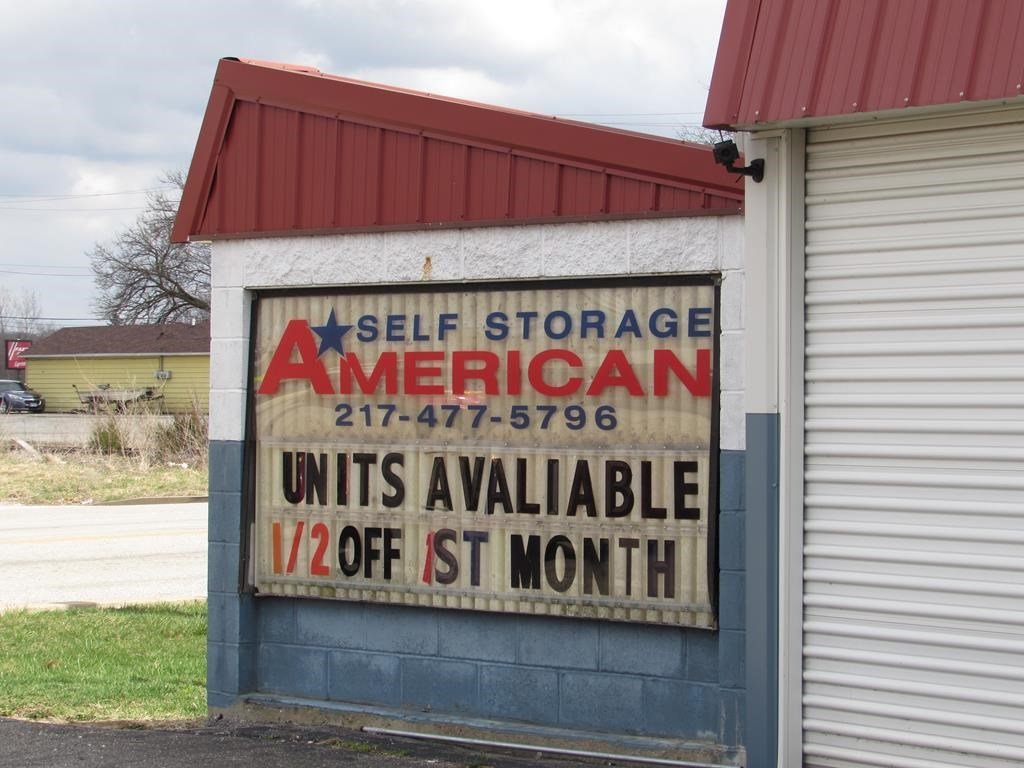 SELF STORAGE
AMERICAN
217-477-5796
UNITS AVALIABLE
1/2 OFF 1ST MONTH